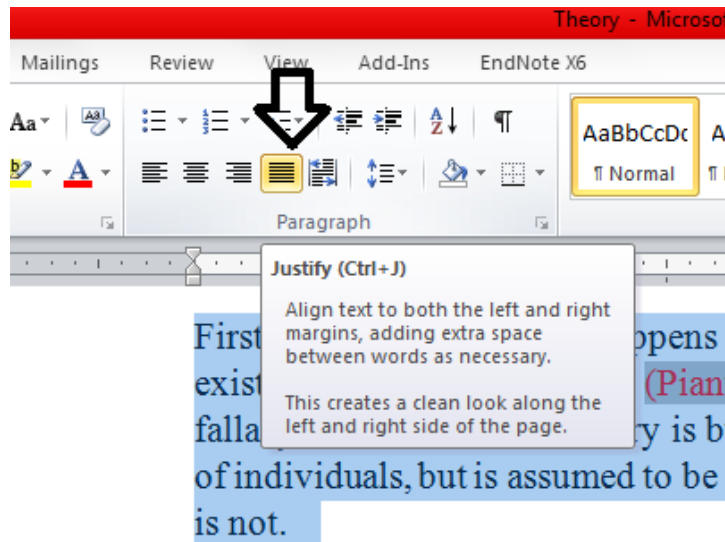 Theory - Microso
Mailings Review View Add-Ins EndNote X6
Aa
AaBbCcDc A
¶ Normal ¶
Paragraph
Justify (Ctrl+J)
Align text to both the left and right
margins, adding extra space
between words as necessary.
This creates a clean look along the
left and right side of the page.
First ppens
exist (Pian
falla y is b
of individuals, but is assumed to be
is not.